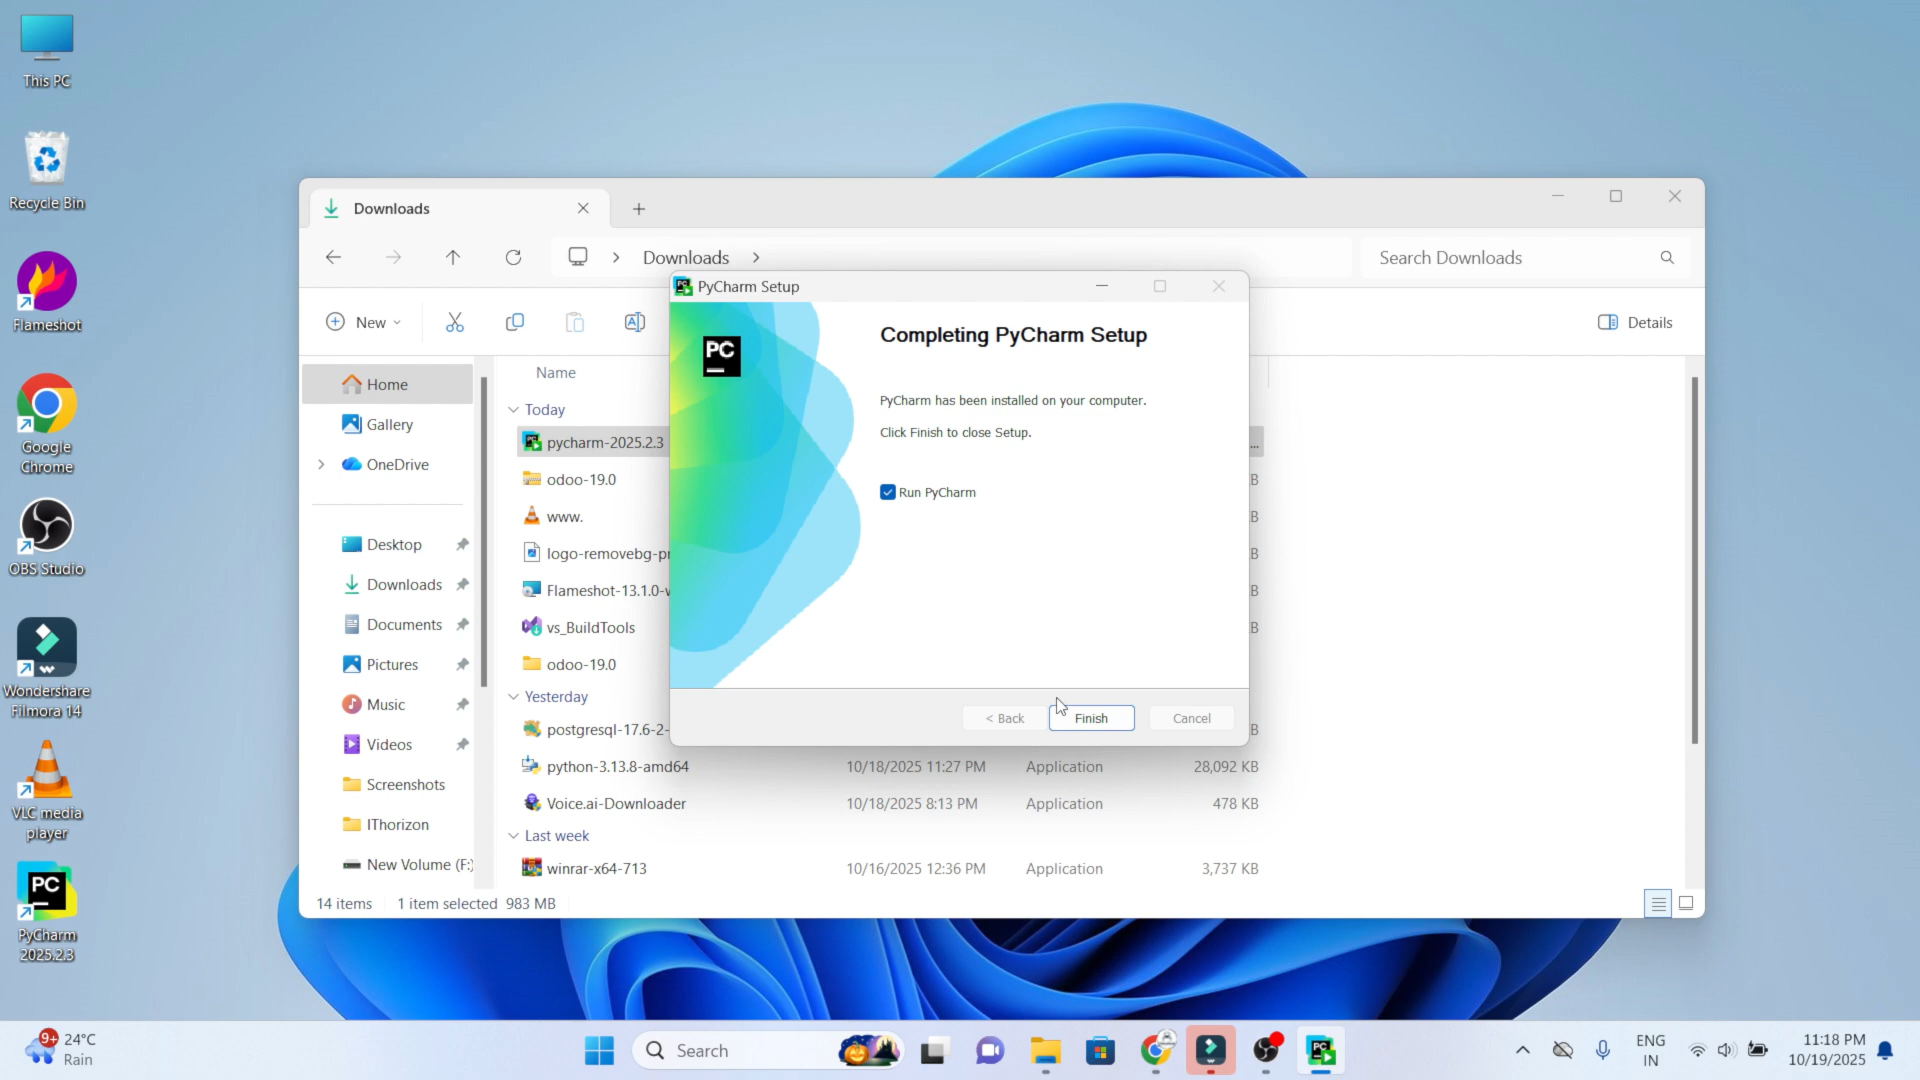 This PC
Recycle Bin
Flameshot
Google
Chrome
OBS Studio
Wondershare
Filmora 14
VLC media
player
PC
PyCharm
2025.2.3
Downloads
Downloads
Search Downloads
New
Details
Home
Gallery
OneDrive
Desktop
Downloads
Documents
Pictures
Music
Videos
Screenshots
IThorizon
New Volume (F:)
Name
Today
pycharm-2025.2.3
odoo-19.0
www.
logo-removebg-pr
Flameshot-13.1.0-w
vs_BuildTools
odoo-19.0
Yesterday
postgresql-17.6-2-
python-3.13.8-amd64 10/18/2025 11:27 PM Application 28,092 KB
Voice.ai-Downloader 10/18/2025 8:13 PM Application 478 KB
Last week
winrar-x64-713 10/16/2025 12:36 PM Application 3,737 KB
14 items 1 item selected 983 MB
PyCharm Setup
PC
Completing PyCharm Setup
PyCharm has been installed on your computer.
Click Finish to close Setup.
Run PyCharm
< Back Finish Cancel
9+
24°C
Rain
Search
PC
ENG
IN
11:18 PM
10/19/2025